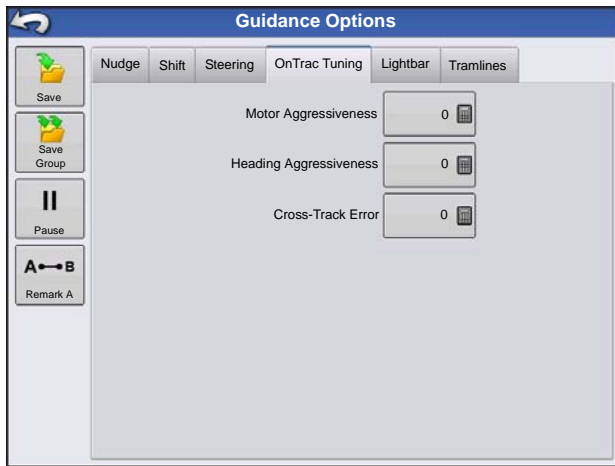 Guidance Options
Nudge Shift Steering OnTrac Tuning Lightbar Tramlines
Save
Save
Group
Pause
A B
Remark A
Motor Aggressiveness 0
Heading Aggressiveness 0
Cross-Track Error 0